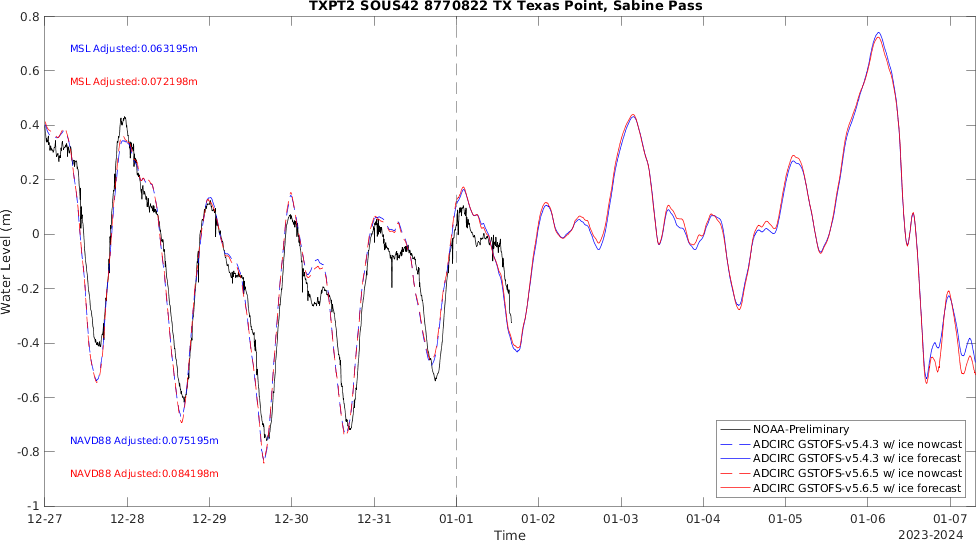 TXPT2 SOUS42 8770822 TX Texas Point, Sabine Pass
0.8
0.6
0.4
0.2
0
-0.2
-0.4
-0.6
-0.8
-1
Water Level (m)
MSL Adjusted:0.063195m
MSL Adjusted:0.072198m
NAVD88 Adjusted:0.075195m
NAVD88 Adjusted:0.084198m
NOAA-Preliminary
ADCIRC GSTOFS-v5.4.3 w/ ice nowcast
ADCIRC GSTOFS-v5.4.3 w/ ice forecast
ADCIRC GSTOFS-v5.6.5 w/ ice nowcast
ADCIRC GSTOFS-v5.6.5 w/ ice forecast
12-27 12-28 12-29 12-30 12-31 01-01 01-02 01-03 01-04 01-05 01-06 01-07
Time
2023-2024